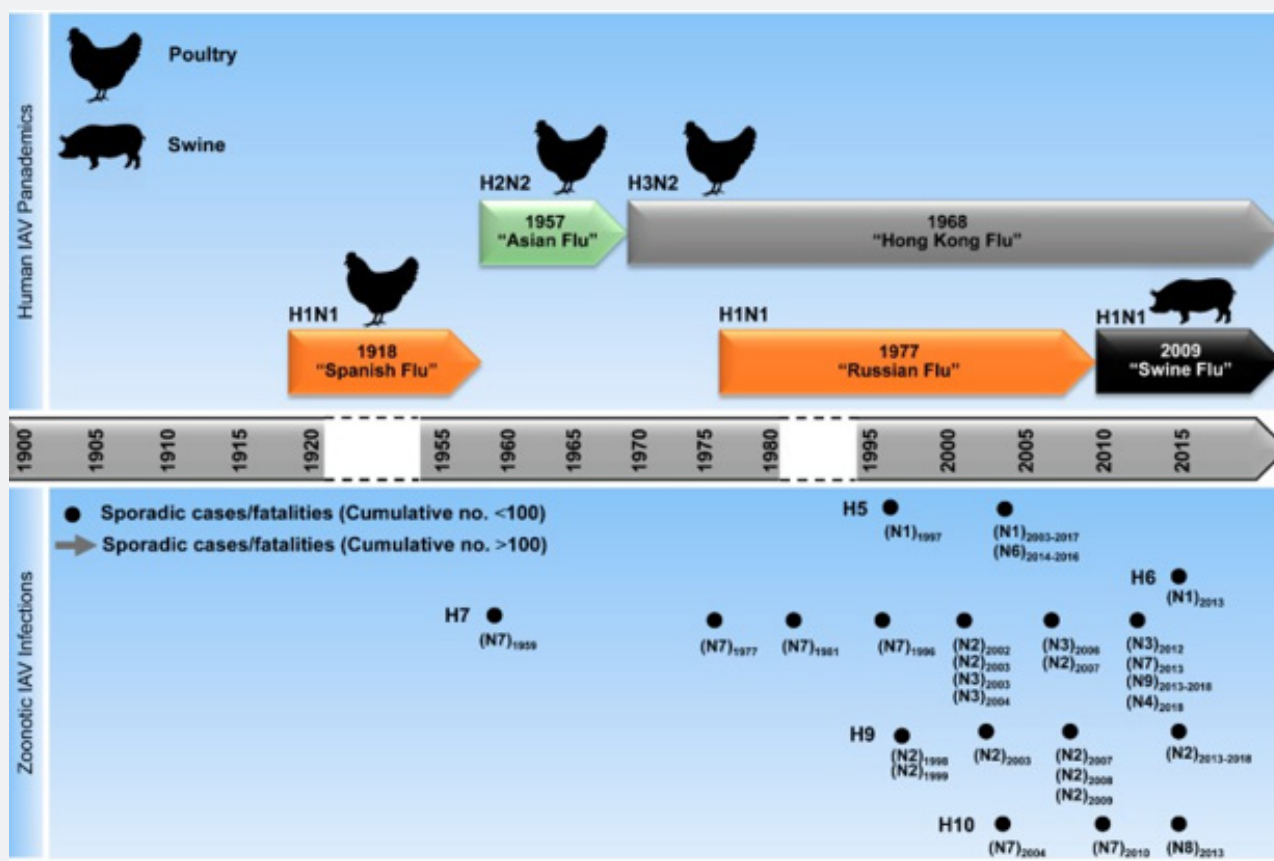 Human IAV Panademics
Poultry
Swine
H2N2
1957
“Asian Flu”
H3N2
1968
“Hong Kong Flu”
H1N1
1918
“Spanish Flu”
H1N1
1977
“Russian Flu”
H1N1
2009
“Swine Flu”
1900 1905 1910 1915 1920 1955 1960 1965 1970 1975 1980 1995 2000 2005 2010 2015
Zoonotic IAV Infections
Sporadic cases/fatalities (Cumulative no. <100)
Sporadic cases/fatalities (Cumulative no. >100)
H5
(N1)1997
(N1)2003-2017
(N6)2014-2016
H6
(N1)2013
H7
(N7)1959
(N7)1977
(N7)1981
(N7)1996
(N2)2002
(N2)2003
(N3)2003
(N3)2004
(N3)2006
(N2)2007
(N3)2012
(N7)2013
(N9)2013-2018
(N4)2018
H9
(N2)1998
(N2)1999
(N2)2003
(N2)2007
(N2)2008
(N2)2009
(N2)2013-2018
H10
(N7)2004
(N7)2010
(N8)2013